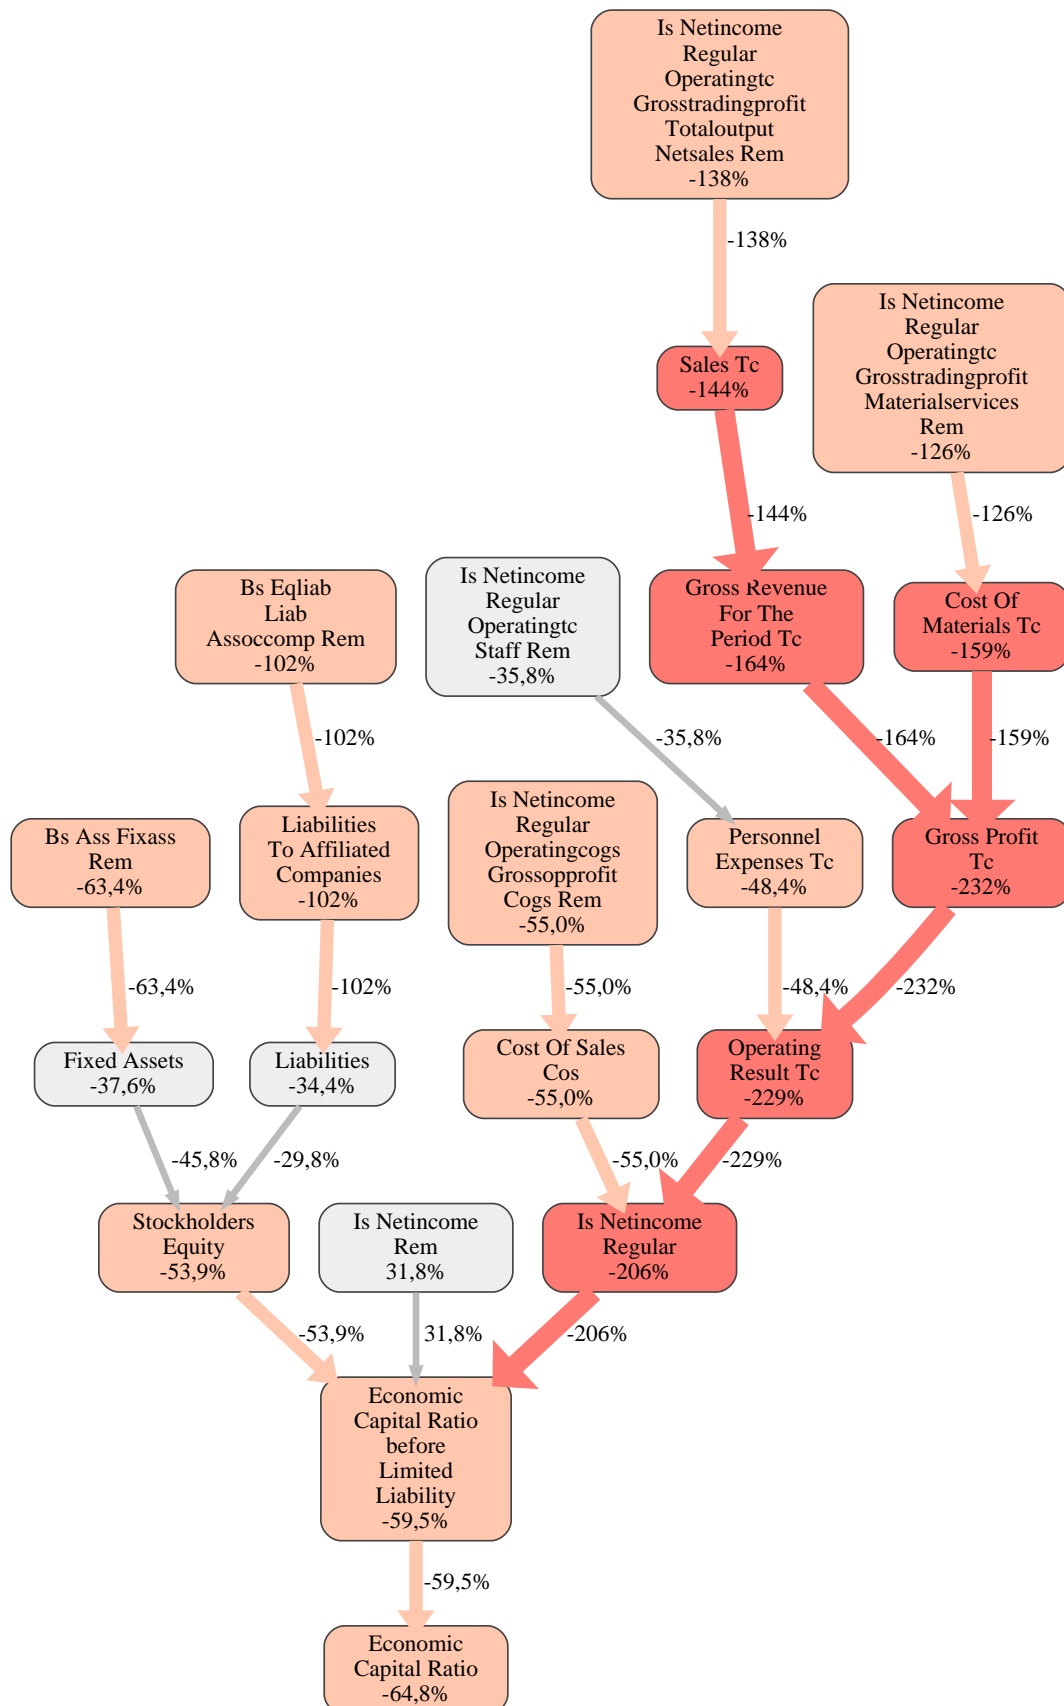 Is Netincome
Regular
Operatingtc
Grosstradingprofit
Totaloutput
Netsales Rem
-138%
-138%
Is Netincome
Regular
Operatingtc
Grosstradingprofit
Materialservices
Rem
-126%
Sales Tc
-144%
-144%
-126%
Bs Eqliab
Liab
Assoccomp Rem
-102%
Is Netincome
Regular
Operatingtc
Staff Rem
-35,8%
Gross Revenue
For The
Period Tc
-164%
Cost Of
Materials Tc
-159%
-102%
-35,8%
-164%
-159%
Bs Ass Fixass
Rem
-63,4%
Liabilities
To Affiliated
Companies
-102%
Is Netincome
Regular
Operatingcogs
Grossopprofit
Cogs Rem
-55,0%
Personnel
Expenses Tc
-48,4%
Gross Profit
Tc
-232%
-63,4%
-102%
-55,0%
-48,4%
-232%
Fixed Assets
-37,6%
Liabilities
-34,4%
Cost Of Sales
Cos
-55,0%
Operating
Result Tc
-229%
-45,8%
-29,8%
-55,0%
-229%
Stockholders
Equity
-53,9%
Is Netincome
Rem
31,8%
Is Netincome
Regular
-206%
-53,9%
31,8%
-206%
Economic
Capital Ratio
before
Limited
Liability
-59,5%
-59,5%
Economic
Capital Ratio
-64,8%